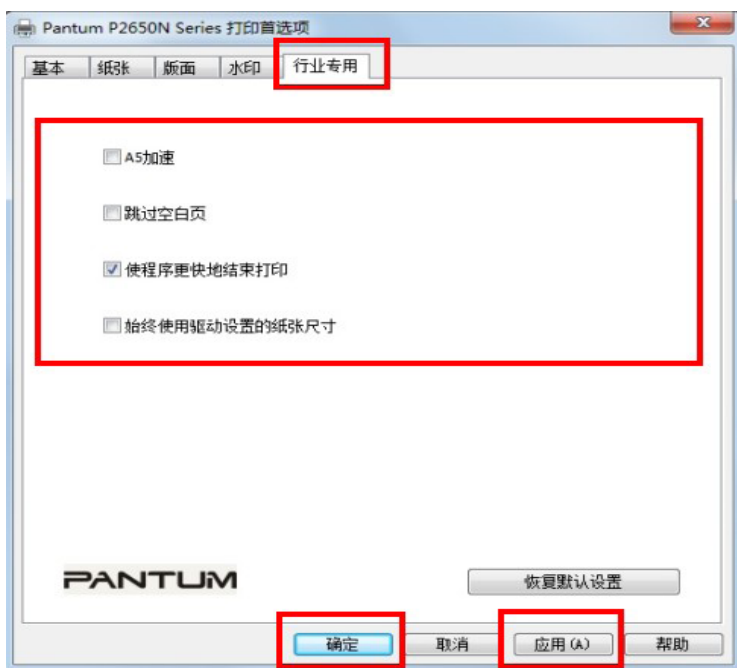 Pantum P2650N Series 打印首选项
基本 纸张 版面 水印 行业专用
A5加速
跳过空白页
使程序更快地结束打印
始终使用驱动设置的纸张尺寸
PANTUM
恢复默认设置
确定 取消 应用(A) 帮助